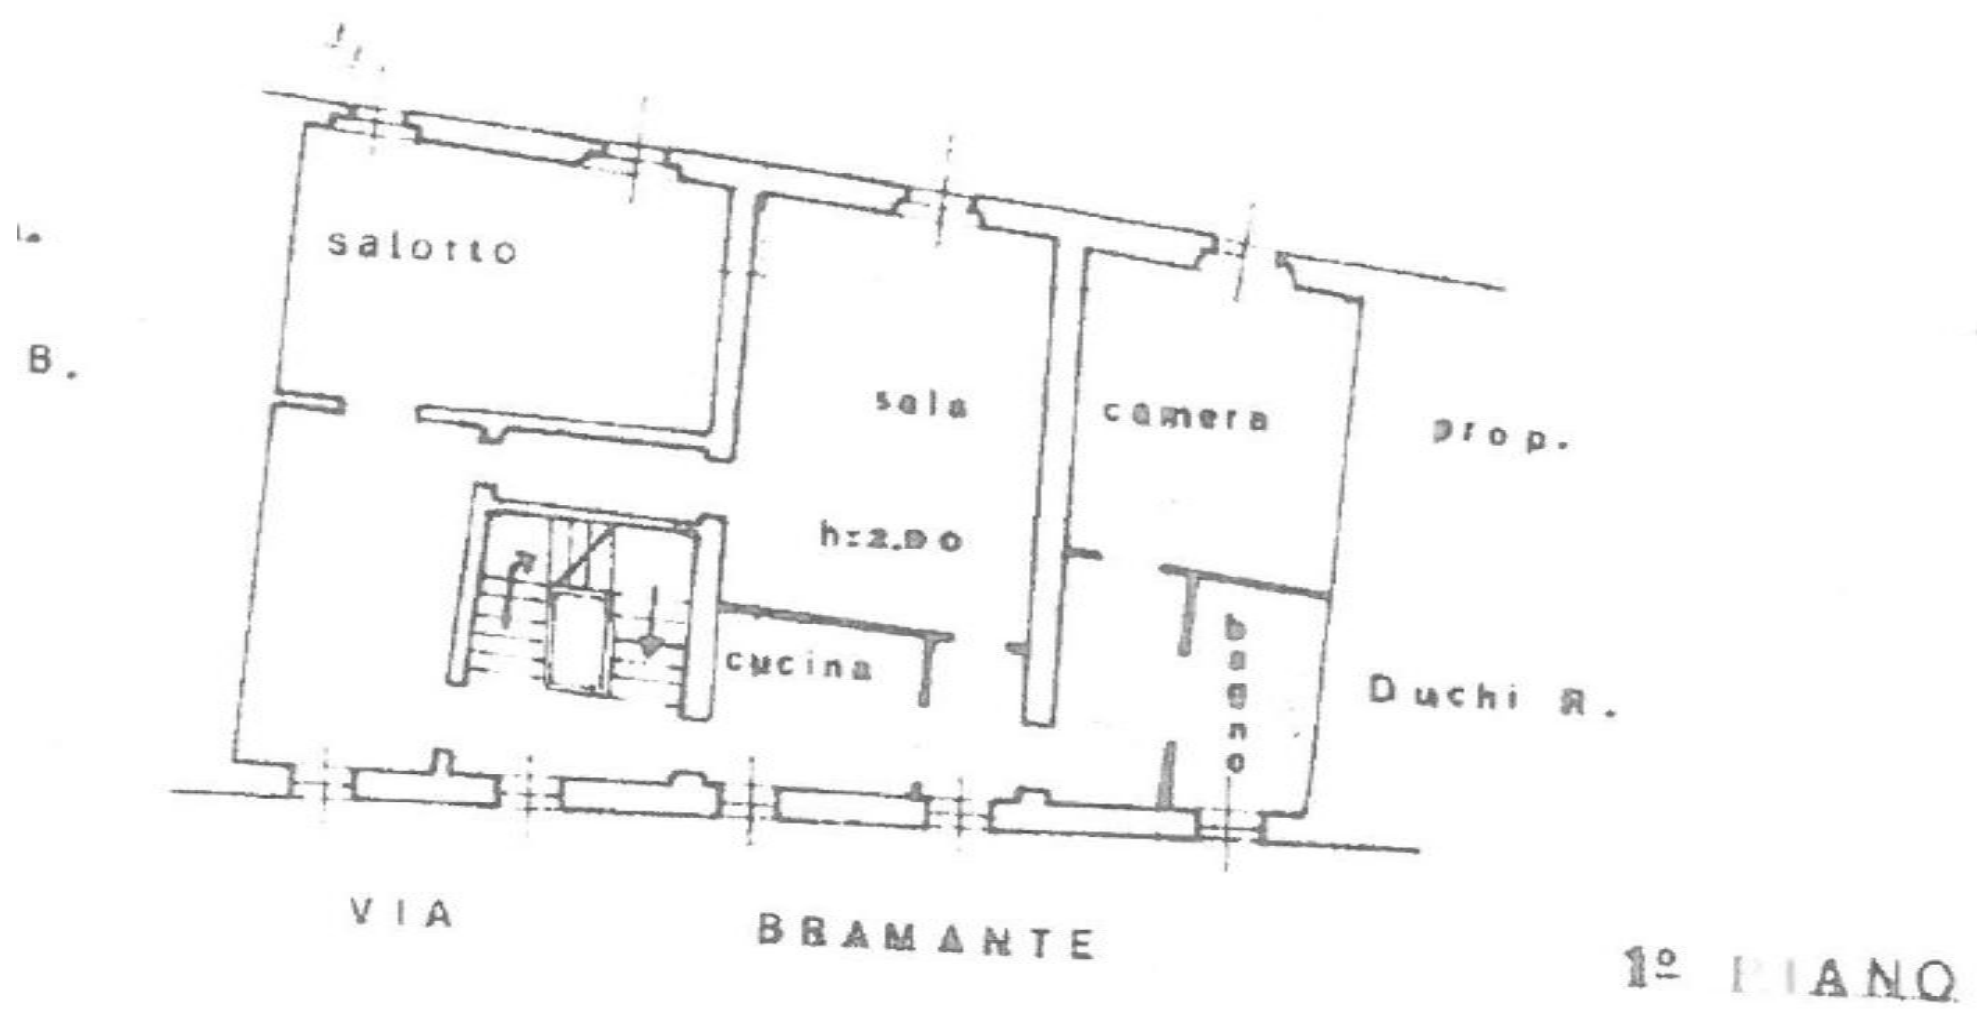 salotto
B.
sala
camera
prop.
h=2.90
bagno
cucina
Duchi R.
VIA BRAMANTE
1º PIANO